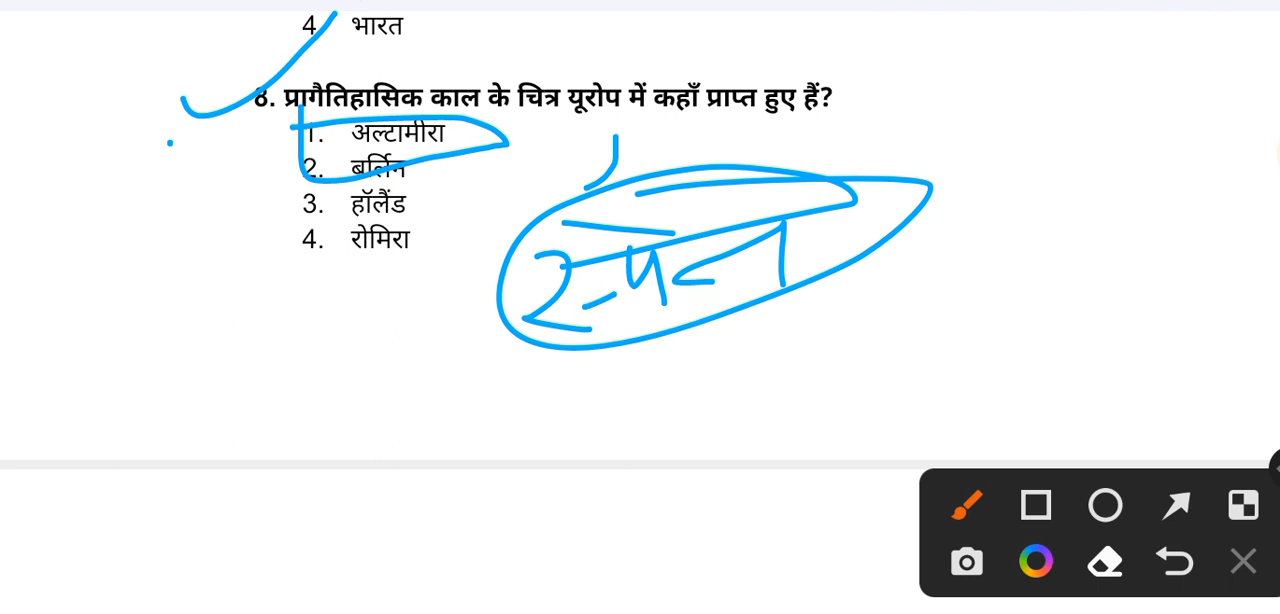 4. भारत
8. प्रागैतिहासिक काल के चित्र यूरोप में कहाँ प्राप्त हुए हैं?
1. अल्टामीरा
2. बर्लिन
3. हॉलैंड
4. रोमिरा